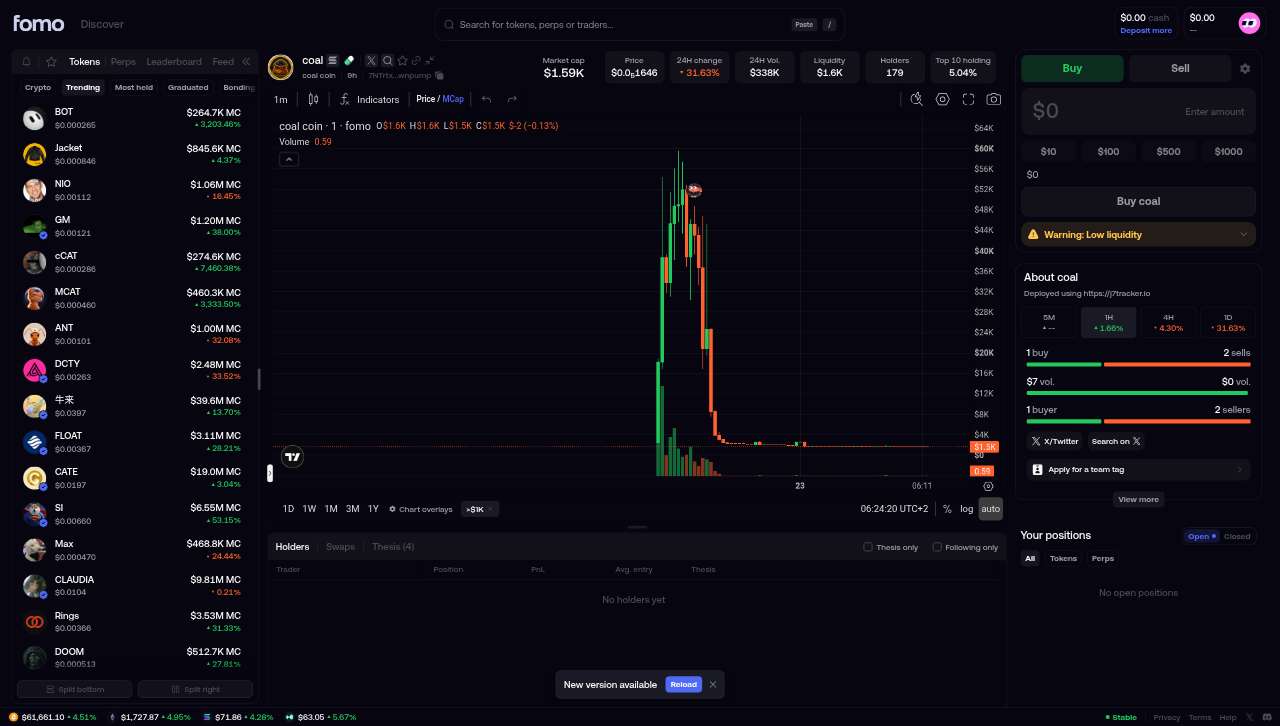 fomo Discover
Search for tokens, perps or traders... Paste /
$0.00 cash
Deposit more
$0.00
—
Tokens Perps Leaderboard Feed
Crypto Trending Most held Graduated Bonding
BOT $264.7K MC
$0.000265 3,203.46%
Jacket $845.6K MC
$0.000846 4.37%
NIO $1.06M MC
$0.00112 16.45%
GM $1.20M MC
$0.00121 38.00%
cCAT $274.6K MC
$0.000286 7,460.38%
MCAT $460.3K MC
$0.000460 3,333.50%
ANT $1.00M MC
$0.00101 32.08%
DCTY $2.48M MC
$0.00263 33.52%
牛来 $39.6M MC
$0.0397 13.70%
FLOAT $3.11M MC
$0.00367 28.21%
CATE $19.0M MC
$0.0197 3.04%
SI $6.55M MC
$0.00660 53.15%
Max $468.8K MC
$0.000470 24.44%
CLAUDIA $9.81M MC
$0.0104 0.21%
Rings $3.53M MC
$0.00366 31.33%
DOOM $512.7K MC
$0.000513 27.81%
Split bottom Split right
coal
coal coin 9h 7NTrtx...wnpump
Market cap
$1.59K
Price
$0.0₅1646
24H change
31.63%
24H Vol.
$338K
Liquidity
$1.6K
Holders
179
Top 10 holding
5.04%
1m Indicators Price / MCap
coal coin · 1 · fomo O$1.6K H$1.6K L$1.5K C$1.5K $-2 (−0.13%)
Volume 0.59
$64K
$60K
$56K
$52K
$48K
$44K
$40K
$36K
$32K
$28K
$24K
$20K
$16K
$12K
$8K
$4K
$1.5K
$0
0.59
23 06:11
1D 1W 1M 3M 1Y Chart overlays >$1K 06:24:20 UTC+2 % log auto
Holders Swaps Thesis (4) Thesis only Following only
Trader Position PnL Avg. entry Thesis
No holders yet
New version available Reload
Buy Sell
$0 Enter amount
$10 $100 $500 $1000
$0
Buy coal
Warning: Low liquidity
About coal
Deployed using https://j7tracker.io
5M 1H 4H 1D
-- 1.66% 4.30% 31.63%
1 buy 2 sells
$7 vol. $0 vol.
1 buyer 2 sellers
X/Twitter Search on X
Apply for a team tag
View more
Your positions Open Closed
All Tokens Perps
No open positions
$61,661.10 4.51% $1,727.87 4.95% $71.86 4.26% $63.05 5.67%
Stable Privacy Terms Help